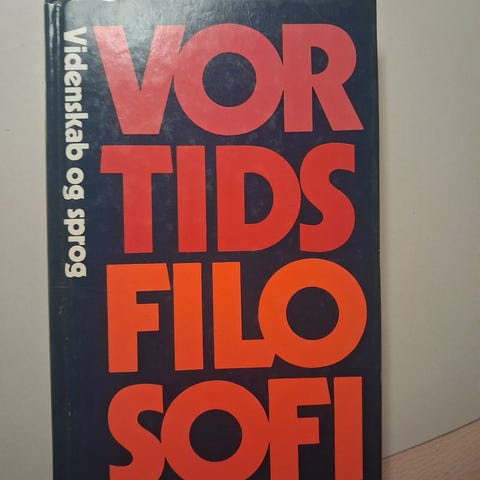 Videnskab og sprog
VOR
TIDS
FILO
SOFI